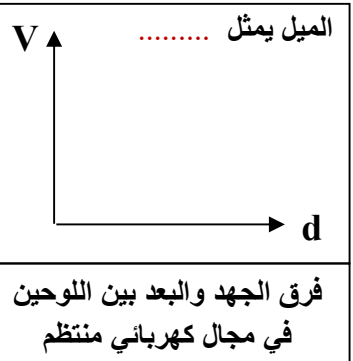 الميل يمثل .........
V
d
فرق الجهد والبعد بين اللوحين
في مجال كهربائي منتظم